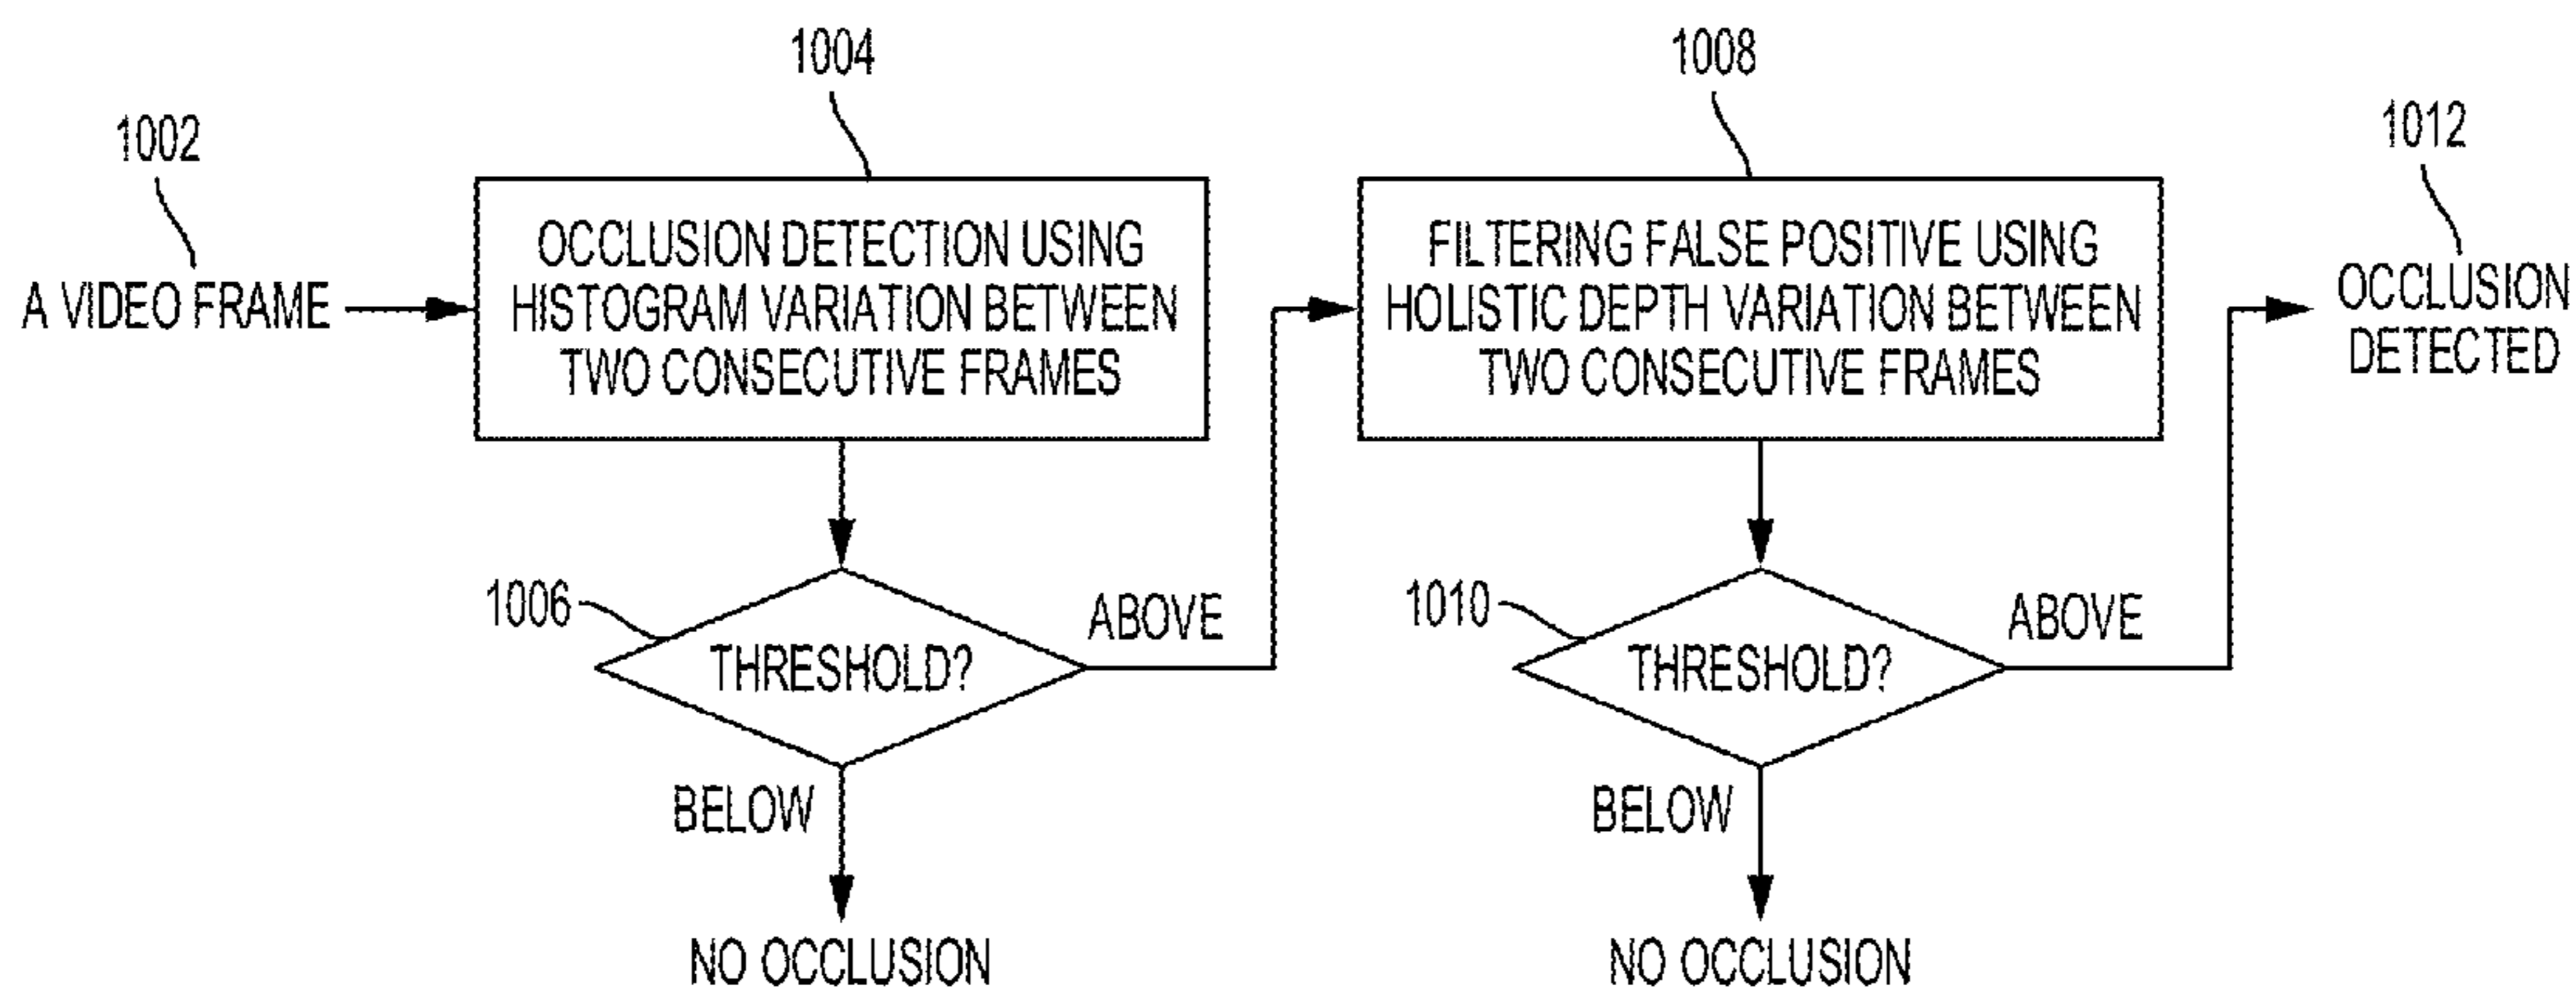 1004
1008
1012
1002
OCCLUSION DETECTION USING
HISTOGRAM VARIATION BETWEEN
TWO CONSECUTIVE FRAMES
FILTERING FALSE POSITIVE USING
HOLISTIC DEPTH VARIATION BETWEEN
TWO CONSECUTIVE FRAMES
A VIDEO FRAME
OCCLUSION
DETECTED
1006
THRESHOLD?
ABOVE
BELOW
NO OCCLUSION
1010
THRESHOLD?
ABOVE
BELOW
NO OCCLUSION